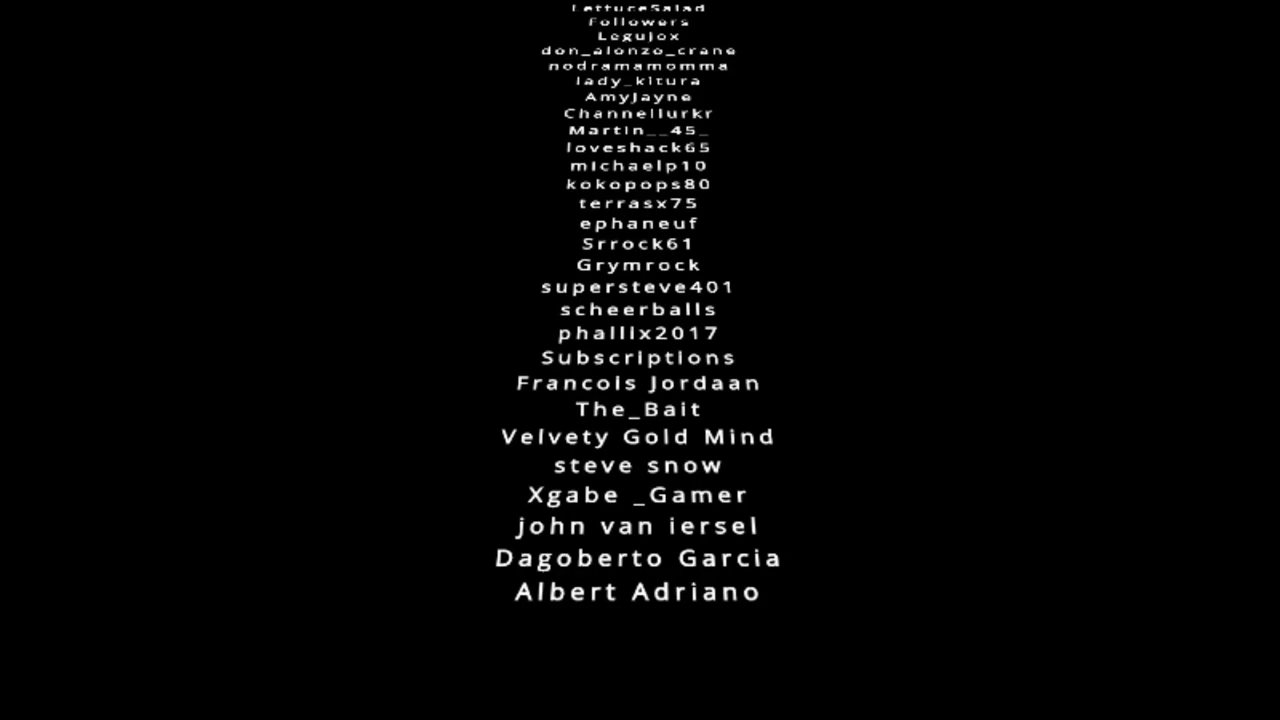 LettuceSalad
Followers
Legujox
don_alonzo_crane
nodramamomma
lady_kitura
AmyJayne
Channellurkr
Martin__45_
loveshack65
michaelp10
kokopops80
terrasx75
ephaneuf
Srrock61
Grymrock
supersteve401
scheerballs
phallix2017
Subscriptions
Francois Jordaan
The_Bait
Velvety Gold Mind
steve snow
Xgabe _Gamer
john van iersel
Dagoberto Garcia
Albert Adriano